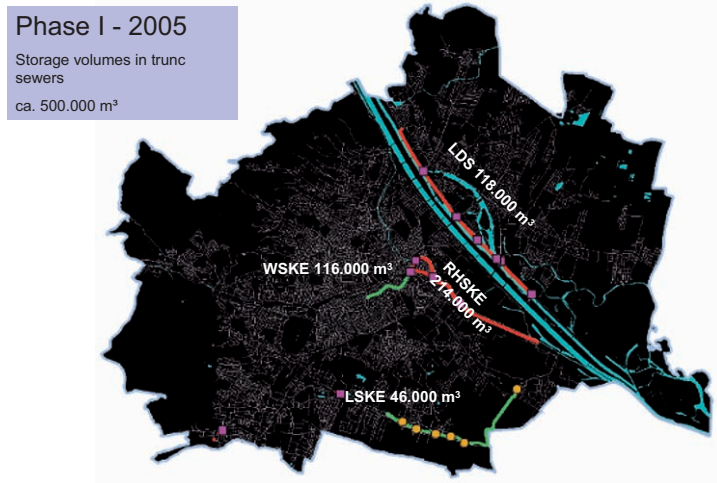 Phase I - 2005
Storage volumes in trunc
sewers
ca. 500.000 m³
LDS 118.000 m³
WSKE 116.000 m³
RHSKE
214.000 m³
LSKE 46.000 m³